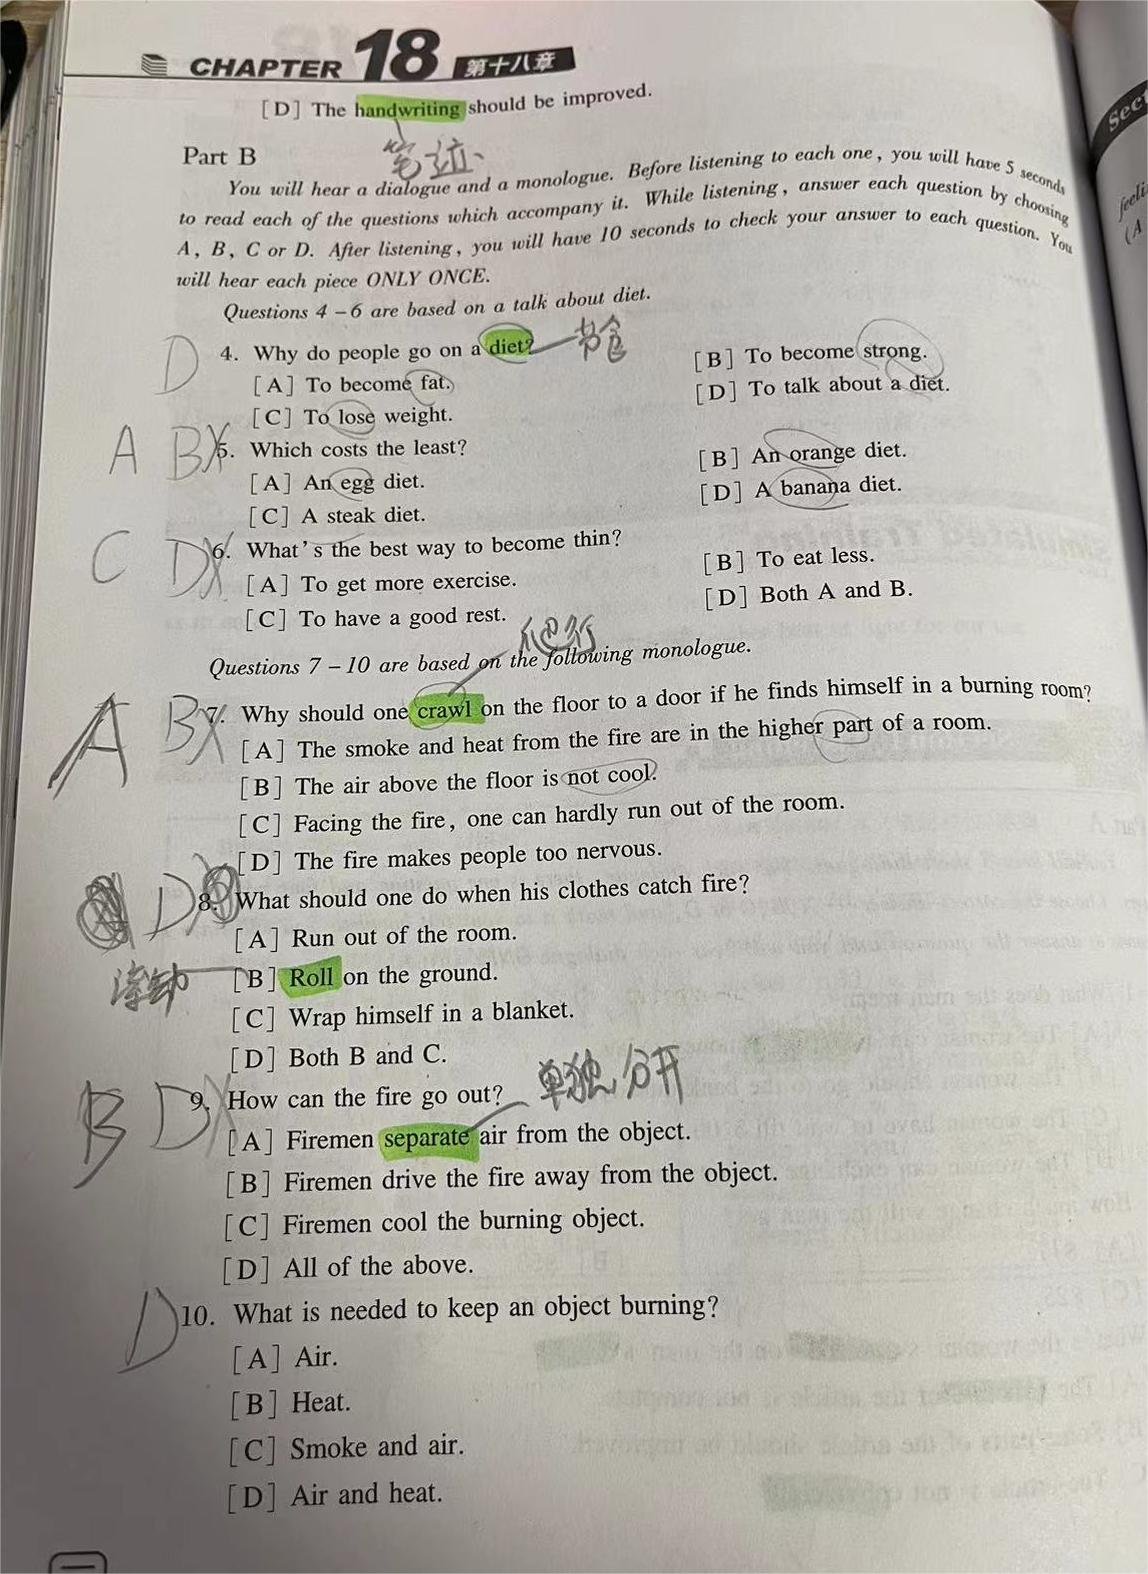 CHAPTER 18 第十八章
[D] The handwriting should be improved.
笔迹
Part B
You will hear a dialogue and a monologue. Before listening to each one, you will have 5 seconds
to read each of the questions which accompany it. While listening, answer each question by choosing
A, B, C or D. After listening, you will have 10 seconds to check your answer to each question. You
will hear each piece ONLY ONCE.
Questions 4-6 are based on a talk about diet.
D 4. Why do people go on a diet? 节食
[A] To become fat. [B] To become strong.
[C] To lose weight. [D] To talk about a diet.
A B 5. Which costs the least?
[A] An egg diet. [B] An orange diet.
[C] A steak diet. [D] A banana diet.
C D 6. What's the best way to become thin?
[A] To get more exercise. [B] To eat less.
[C] To have a good rest. [D] Both A and B.
爬行
Questions 7-10 are based on the following monologue.
A B 7. Why should one crawl on the floor to a door if he finds himself in a burning room?
[A] The smoke and heat from the fire are in the higher part of a room.
[B] The air above the floor is not cool.
[C] Facing the fire, one can hardly run out of the room.
[D] The fire makes people too nervous.
D 8. What should one do when his clothes catch fire?
[A] Run out of the room.
滚动 [B] Roll on the ground.
[C] Wrap himself in a blanket.
[D] Both B and C.
单独 分开
B D 9. How can the fire go out?
[A] Firemen separate air from the object.
[B] Firemen drive the fire away from the object.
[C] Firemen cool the burning object.
[D] All of the above.
D 10. What is needed to keep an object burning?
[A] Air.
[B] Heat.
[C] Smoke and air.
[D] Air and heat.